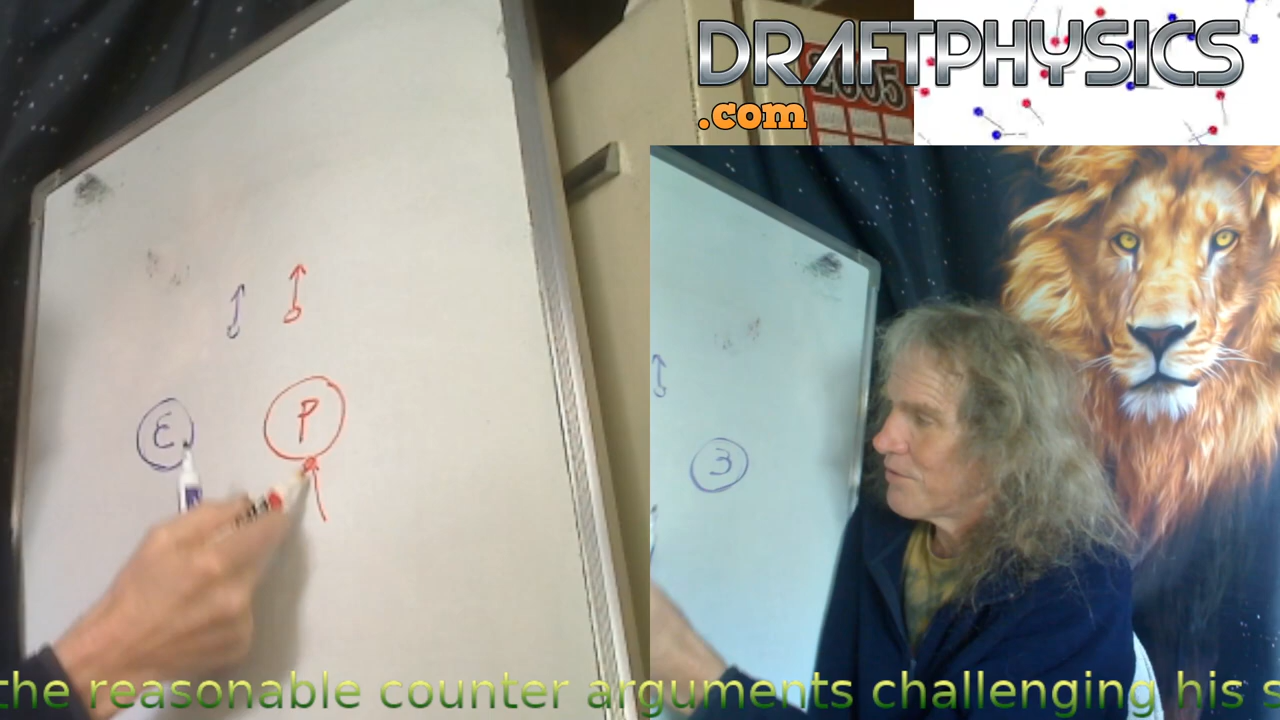 DRAFTPHYSICS
.com
2005
E
P
3
the reasonable counter arguments challenging his s